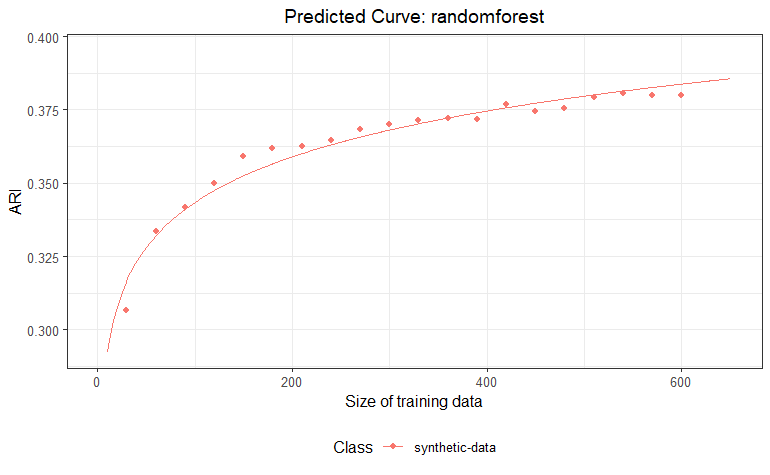 Predicted Curve: randomforest
0.400
0.375
0.350
0.325
0.300
ARI
0 200 400 600
Size of training data
Class synthetic-data